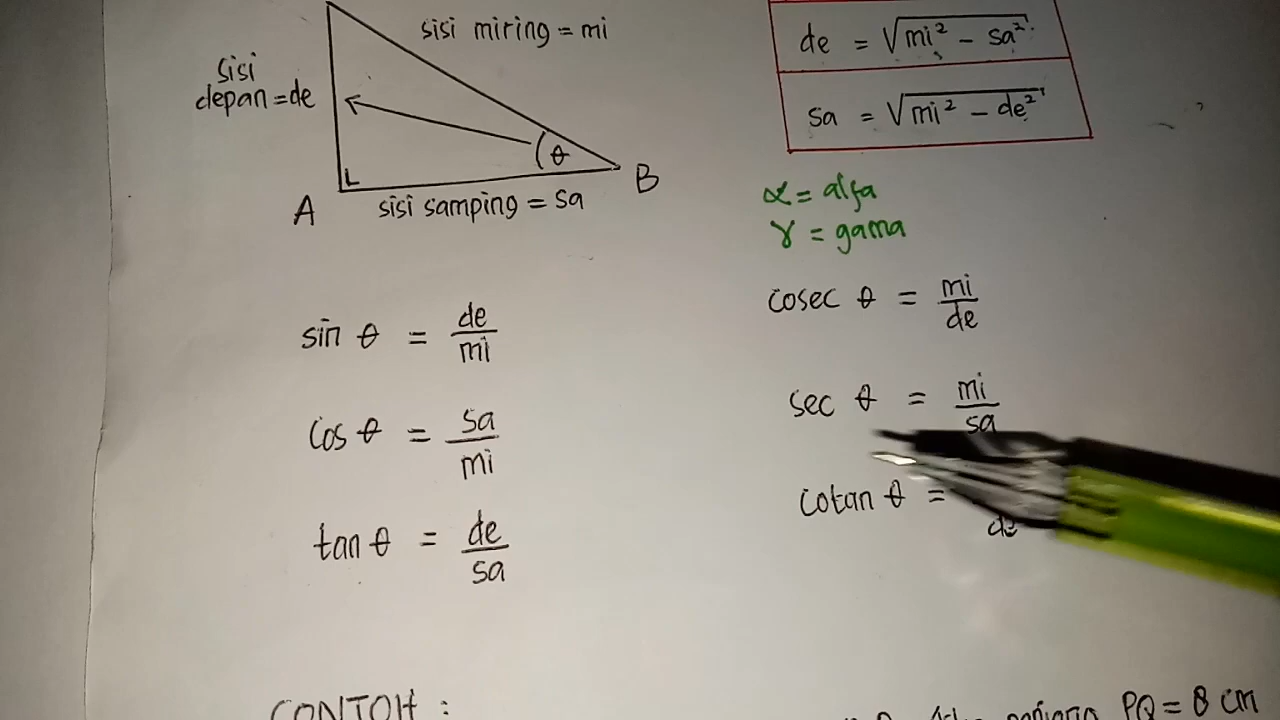 sisi miring = mi
sisi
depan = de
θ
A
B
sisi samping = sa
de = √mi² - sa²
sa = √mi² - de²
α = alfa
γ = gama
sin θ = de/mi
cos θ = sa/mi
tan θ = de/sa
cosec θ = mi/de
sec θ = mi/sa
cotan θ =
de
CONTOH :
PQ = 8 cm